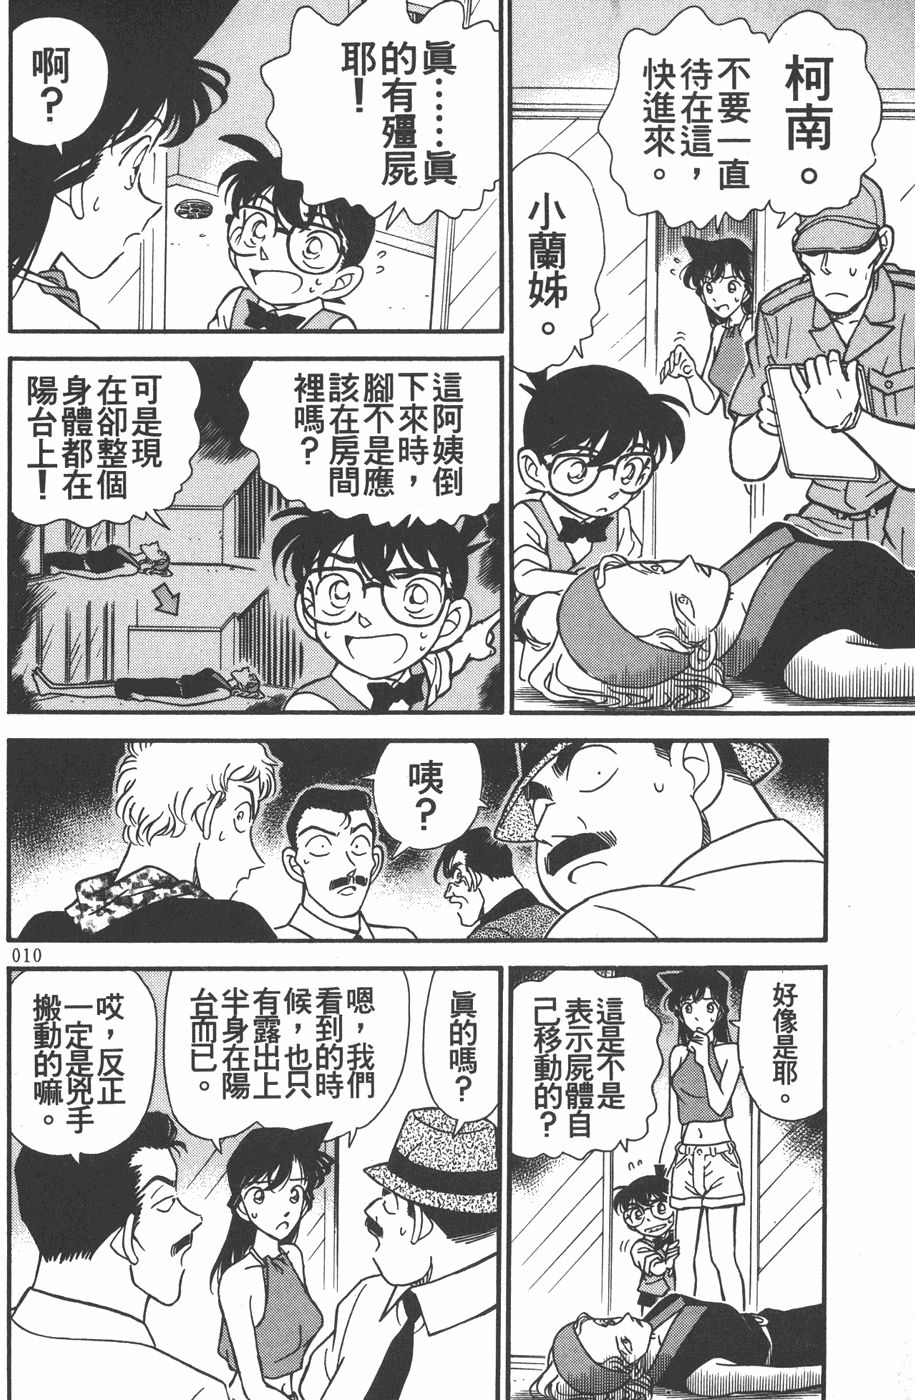 柯南。
不要一直
待在這，
快進來。
小蘭姊。
眞……眞
的有殭屍
耶！
啊？
這阿姨倒
下來時，
腳不是應
該在房間
裡嗎？
可是現
在卻整個
身體都在
陽台上！
咦？
010
好像是耶。
這是不是
表示屍體自
己移動的？
眞的嗎？
嗯，我們
看到的時
候，也只
有露出上
半身在陽
台而已。
哎，反正
一定是兇手
搬動的嘛。